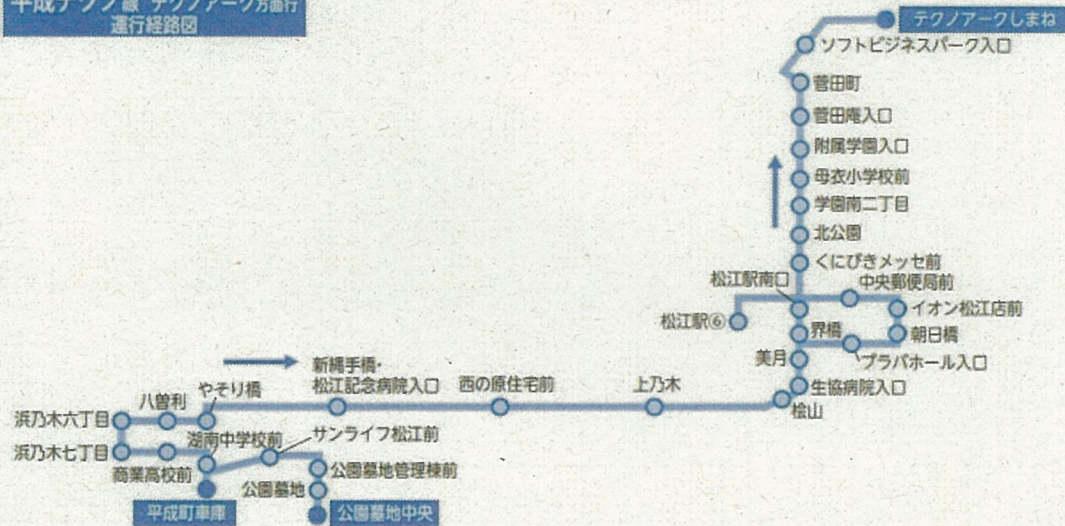 平成テクノ線 テクノアーク方面行
運行経路図
テクノアークしまね
ソフトビジネスパーク入口
菅田町
菅田庵入口
附属学園入口
母衣小学校前
学園南二丁目
北公園
くにびきメッセ前
松江駅南口
中央郵便局前
松江駅⑥
イオン松江店前
界橋
朝日橋
美月
プラバホール入口
生協病院入口
桧山
新縄手橋・
松江記念病院入口
西の原住宅前
上乃木
やそり橋
八曽利
浜乃木六丁目
浜乃木七丁目
湖南中学校前
サンライフ松江前
商業高校前
公園墓地管理棟前
公園墓地
平成町車庫
公園墓地中央